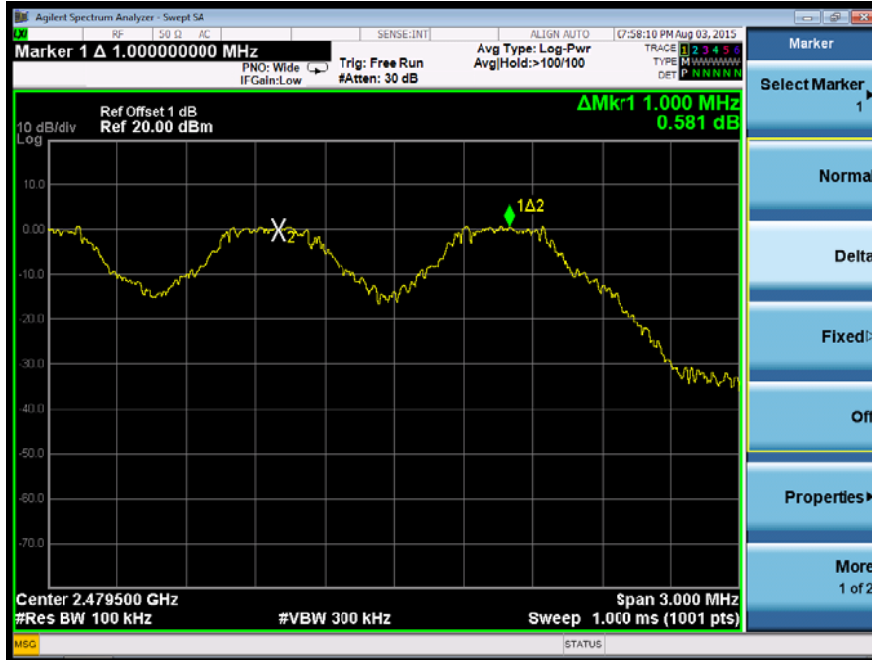 Agilent Spectrum Analyzer - Swept SA
LXI RF 50 Ω AC SENSE:INT ALIGN AUTO 07:58:10 PM Aug 03, 2015
Marker 1 Δ 1.000000000 MHz
PNO: Wide
IFGain:Low
Trig: Free Run
#Atten: 30 dB
Avg Type: Log-Pwr
Avg|Hold:>100/100
TRACE 1 2 3 4 5 6
TYPE M WWWWW
DET P N N N N N
ΔMkr1 1.000 MHz
0.581 dB
10 dB/div
Log
Ref Offset 1 dB
Ref 20.00 dBm
10.0
0.00
-10.0
-20.0
-30.0
-40.0
-50.0
-60.0
-70.0
1Δ2
X2
Center 2.479500 GHz
#Res BW 100 kHz
#VBW 300 kHz
Span 3.000 MHz
Sweep 1.000 ms (1001 pts)
MSG
STATUS
Marker
Select Marker
1
Normal
Delta
Fixed
Off
Properties
More
1 of 2